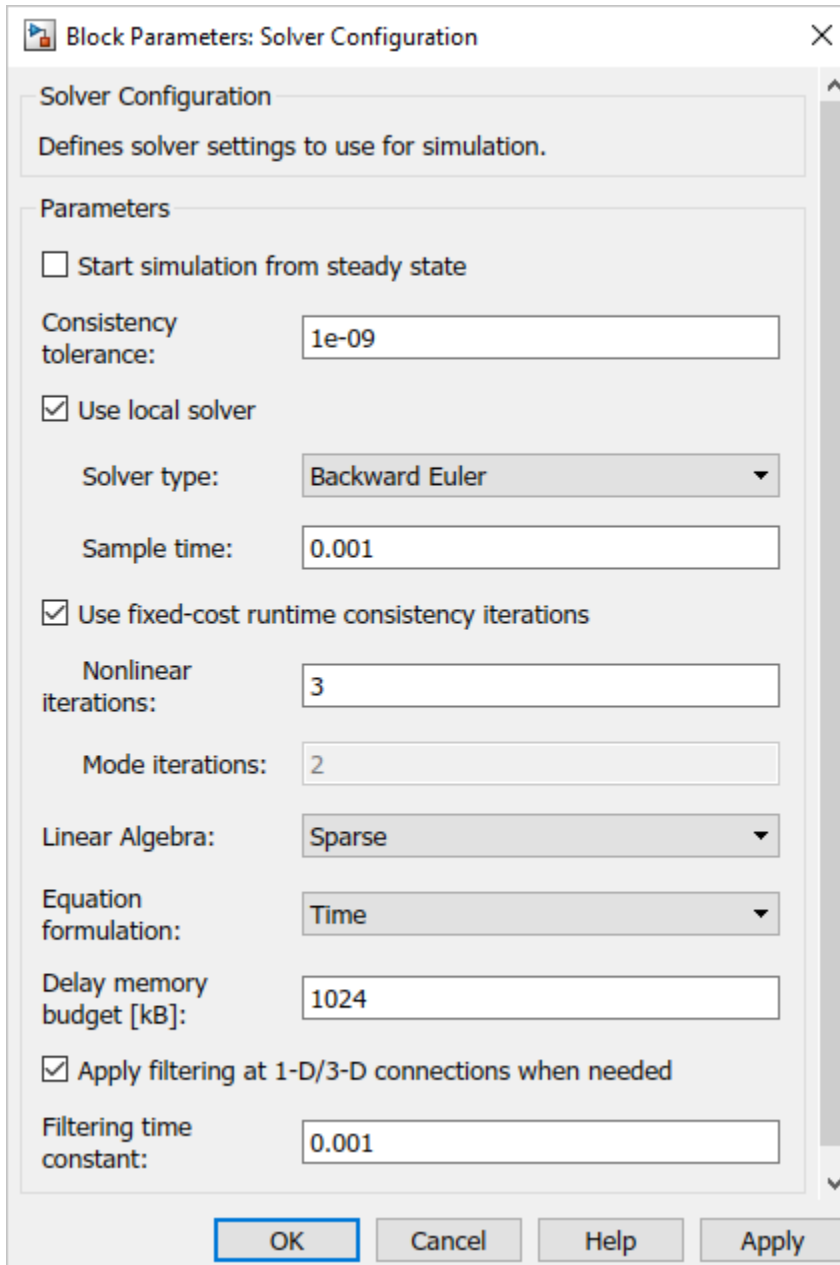 Block Parameters: Solver Configuration
Solver Configuration
Defines solver settings to use for simulation.
Parameters
Start simulation from steady state
Consistency
tolerance:
1e-09
Use local solver
Solver type:
Backward Euler
Sample time:
0.001
Use fixed-cost runtime consistency iterations
Nonlinear
iterations:
3
Mode iterations:
2
Linear Algebra:
Sparse
Equation
formulation:
Time
Delay memory
budget [kB]:
1024
Apply filtering at 1-D/3-D connections when needed
Filtering time
constant:
0.001
OK
Cancel
Help
Apply